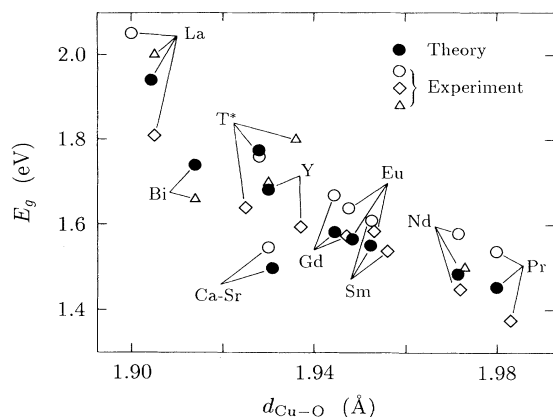 2.0
1.8
1.6
1.4
E_g (eV)
1.90
1.94
1.98
d_Cu−O (Å)
Theory
Experiment
La
T*
Bi
Y
Eu
Gd
Sm
Ca-Sr
Nd
Pr